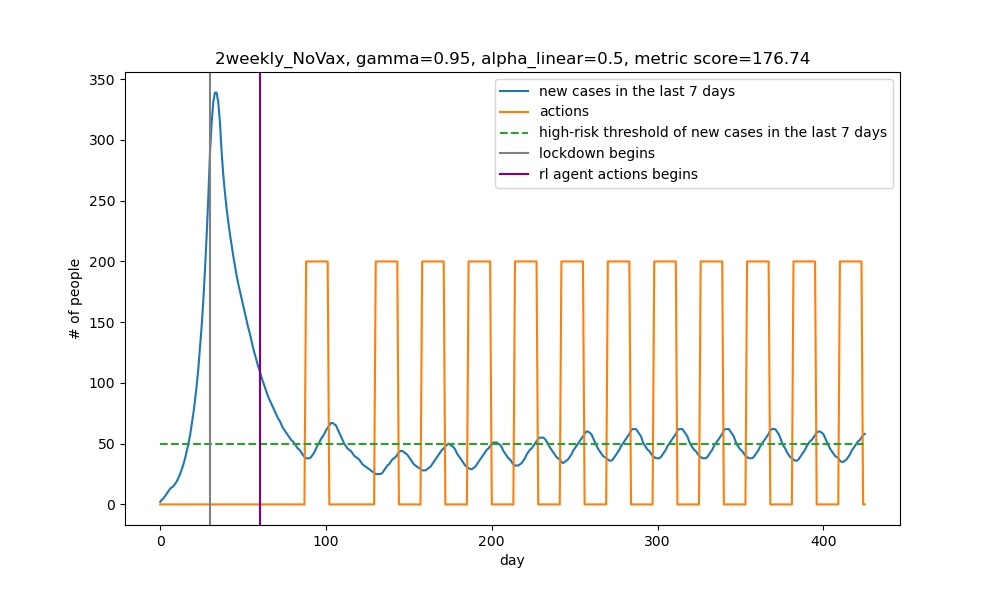 2weekly_NoVax, gamma=0.95, alpha_linear=0.5, metric score=176.74
350
300
250
200
150
100
50
0
# of people
new cases in the last 7 days
actions
high-risk threshold of new cases in the last 7 days
lockdown begins
rl agent actions begins
0 100 200 300 400
day